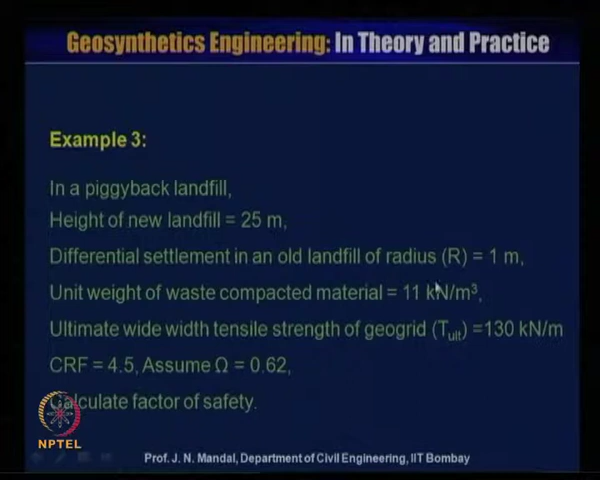 Geosynthetics Engineering: In Theory and Practice
Example 3:
In a piggyback landfill,
Height of new landfill = 25 m,
Differential settlement in an old landfill of radius (R) = 1 m,
Unit weight of waste compacted material = 11 kN/m³,
Ultimate wide width tensile strength of geogrid (Tult) =130 kN/m
CRF = 4.5, Assume Ω = 0.62,
Calculate factor of safety.
NPTEL
Prof. J. N. Mandal, Department of Civil Engineering, IIT Bombay